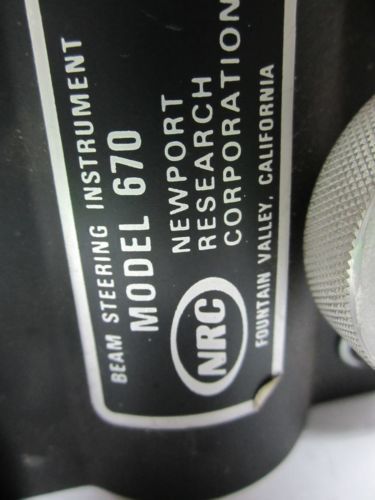 BEAM STEERING INSTRUMENT
MODEL 670
NRC
NEWPORT
RESEARCH
CORPORATION
FOUNTAIN VALLEY, CALIFORNIA